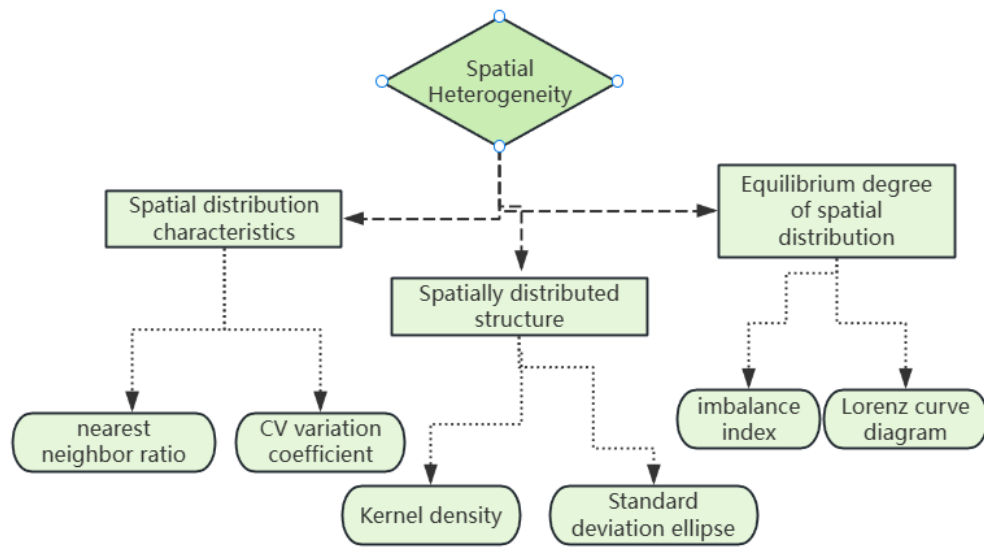 Spatial
Heterogeneity
Spatial distribution
characteristics
Equilibrium degree
of spatial
distribution
Spatially distributed
structure
nearest
neighbor ratio
CV variation
coefficient
imbalance
index
Lorenz curve
diagram
Kernel density
Standard
deviation ellipse